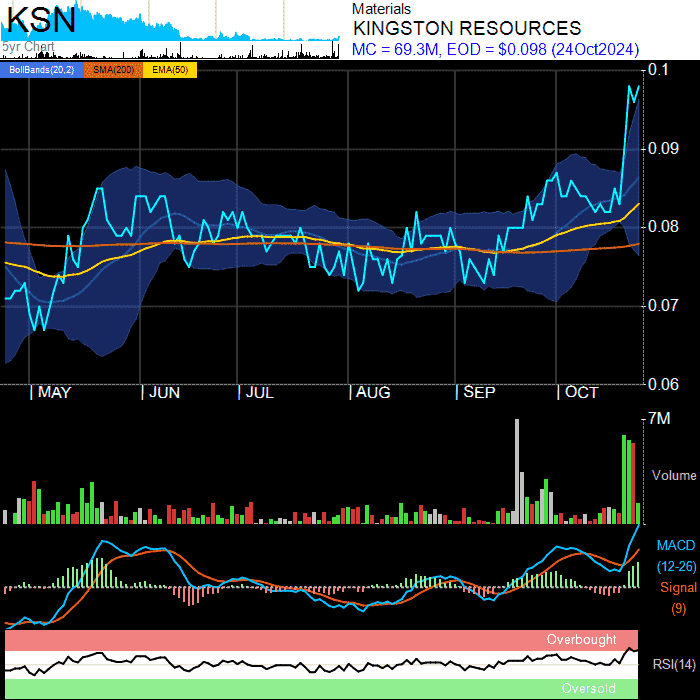 KSN
5yr Chart
Materials
KINGSTON RESOURCES
MC = 69.3M, EOD = $0.098 (24Oct2024)
BollBands(20,2) SMA(200) EMA(50)
0.1
0.09
0.08
0.07
0.06
MAY JUN JUL AUG SEP OCT
7M
Volume
MACD
(12-26)
Signal
(9)
Overbought
RSI(14)
Oversold